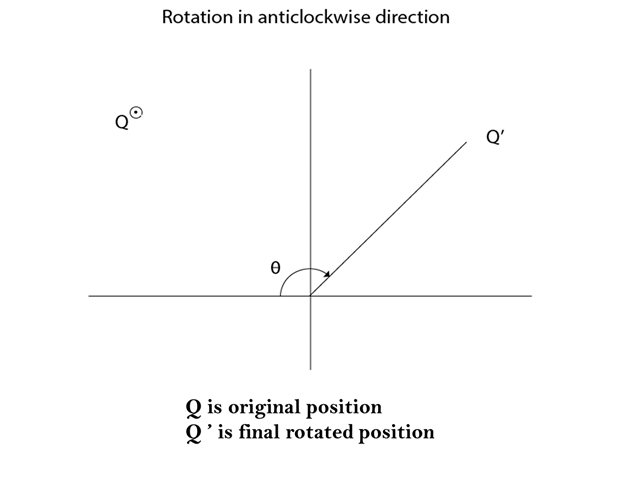 Rotation in anticlockwise direction
Q
Q′
θ
Q is original position
Q ’ is final rotated position